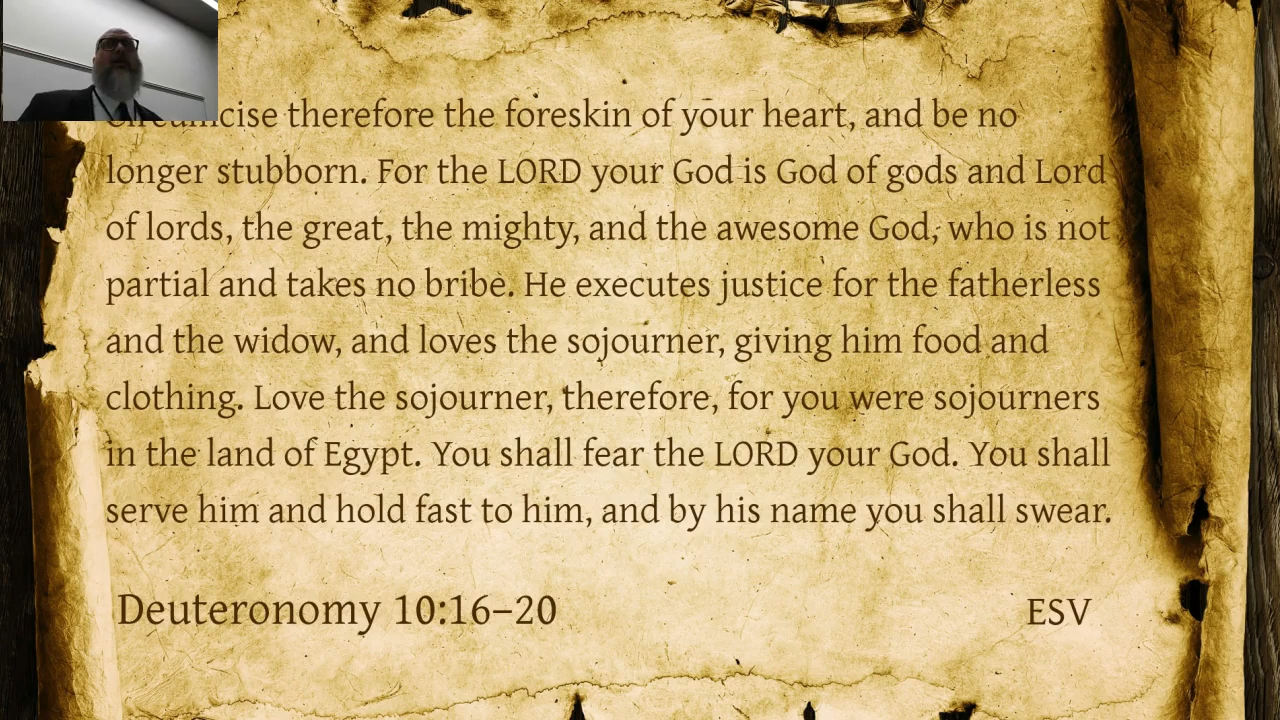 therefore the foreskin of your heart, and be no
longer stubborn. For the LORD your God is God of gods and Lord
of lords, the great, the mighty, and the awesome God, who is not
partial and takes no bribe. He executes justice for the fatherless
and the widow, and loves the sojourner, giving him food and
clothing. Love the sojourner, therefore, for you were sojourners
in the land of Egypt. You shall fear the LORD your God. You shall
serve him and hold fast to him, and by his name you shall swear.
Deuteronomy 10:16–20 ESV